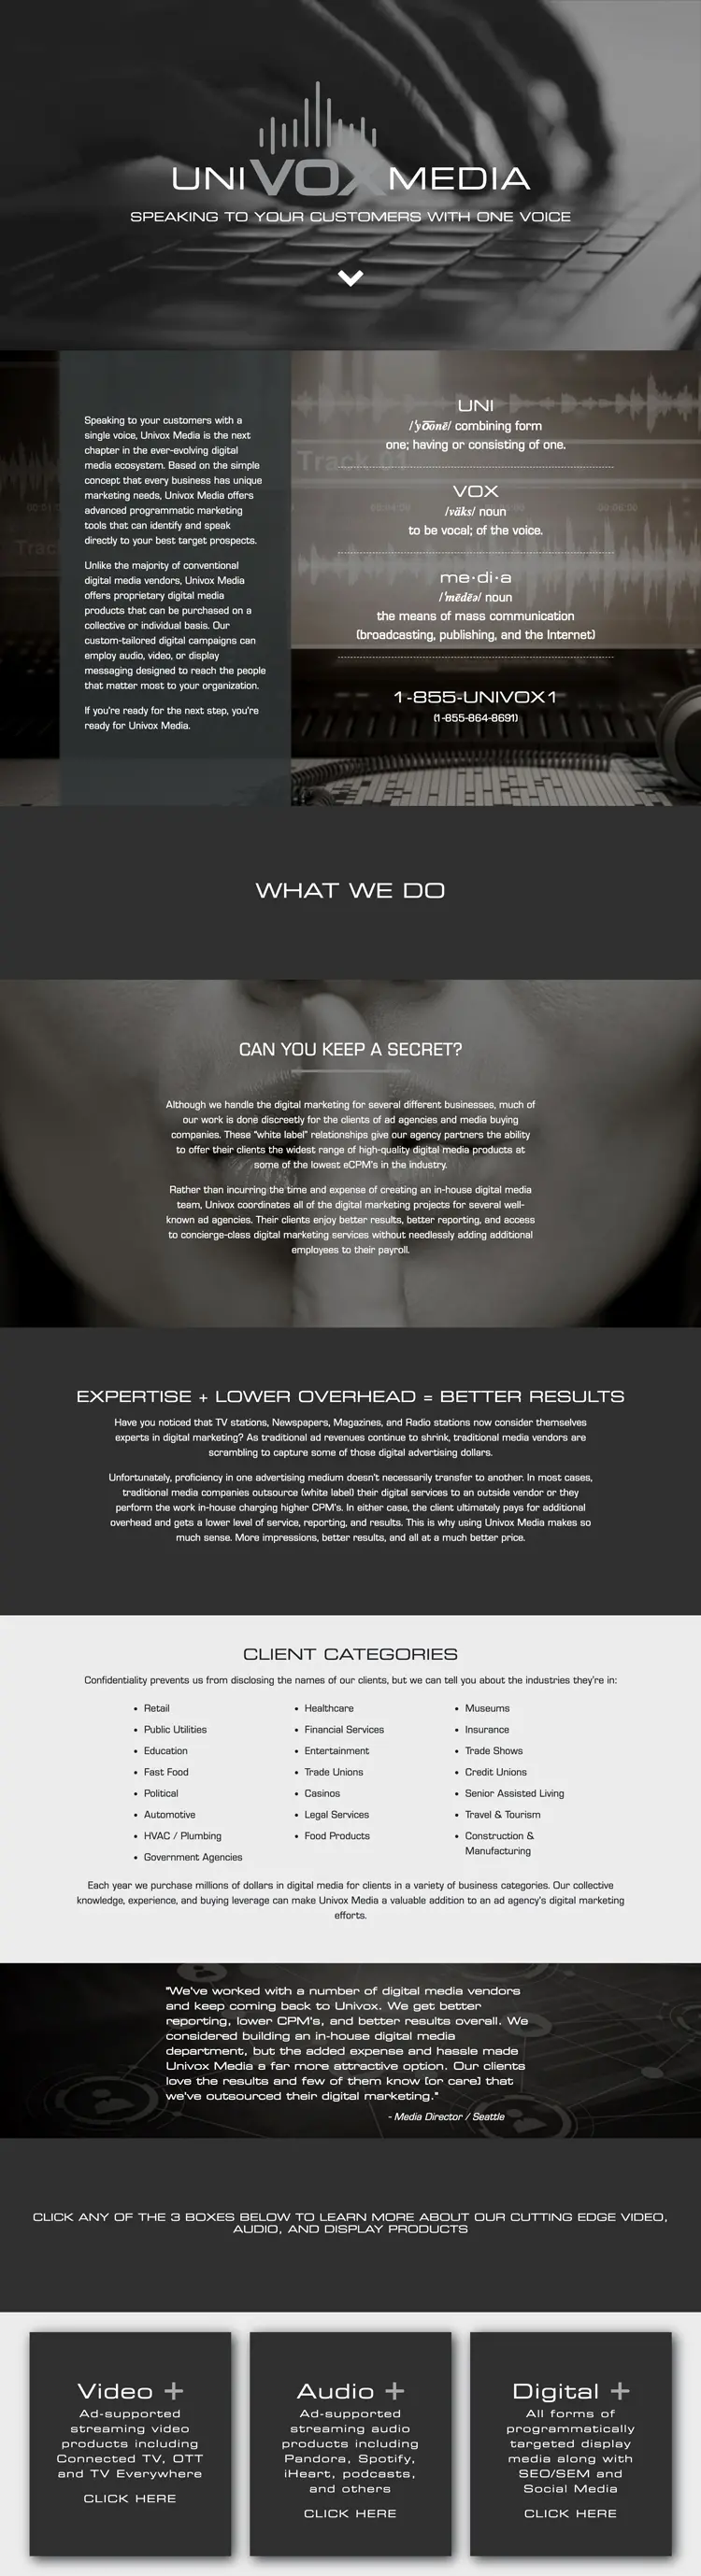 UNIVOXMEDIA
SPEAKING TO YOUR CUSTOMERS WITH ONE VOICE
Speaking to your customers with a
single voice, Univox Media is the next
chapter in the ever-evolving digital
media ecosystem. Based on the simple
concept that every business has unique
marketing needs, Univox Media offers
advanced programmatic marketing
tools that can identify and speak
directly to your best target prospects.
Unlike the majority of conventional
digital media vendors, Univox Media
offers proprietary digital media
products that can be purchased on a
collective or individual basis. Our
custom-tailored digital campaigns can
employ audio, video, or display
messaging designed to reach the people
that matter most to your organization.
If you're ready for the next step, you're
ready for Univox Media.
UNI
/ˈyo͞onē/ combining form
one; having or consisting of one.
VOX
/väks/ noun
to be vocal; of the voice.
me·di·a
/ˈmēdēə/ noun
the means of mass communication
(broadcasting, publishing, and the Internet)
1-855-UNIVOX1
(1-855-864-8691)
WHAT WE DO
CAN YOU KEEP A SECRET?
Although we handle the digital marketing for several different businesses, much of
our work is done discreetly for the clients of ad agencies and media buying
companies. These "white label" relationships give our agency partners the ability
to offer their clients the widest range of high-quality digital media products at
some of the lowest eCPM's in the industry.
Rather than incurring the time and expense of creating an in-house digital media
team, Univox coordinates all of the digital marketing projects for several well-
known ad agencies. Their clients enjoy better results, better reporting, and access
to concierge-class digital marketing services without needlessly adding additional
employees to their payroll.
EXPERTISE + LOWER OVERHEAD = BETTER RESULTS
Have you noticed that TV stations, Newspapers, Magazines, and Radio stations now consider themselves
experts in digital marketing? As traditional ad revenues continue to shrink, traditional media vendors are
scrambling to capture some of those digital advertising dollars.
Unfortunately, proficiency in one advertising medium doesn't necessarily transfer to another. In most cases,
traditional media companies outsource (white label) their digital services to an outside vendor or they
perform the work in-house charging higher CPM's. In either case, the client ultimately pays for additional
overhead and gets a lower level of service, reporting, and results. This is why using Univox Media makes so
much sense. More impressions, better results, and all at a much better price.
CLIENT CATEGORIES
Confidentiality prevents us from disclosing the names of our clients, but we can tell you about the industries they're in:
• Retail
• Public Utilities
• Education
• Fast Food
• Political
• Automotive
• HVAC / Plumbing
• Government Agencies
• Healthcare
• Financial Services
• Entertainment
• Trade Unions
• Casinos
• Legal Services
• Food Products
• Museums
• Insurance
• Trade Shows
• Credit Unions
• Senior Assisted Living
• Travel & Tourism
• Construction &
Manufacturing
Each year we purchase millions of dollars in digital media for clients in a variety of business categories. Our collective
knowledge, experience, and buying leverage can make Univox Media a valuable addition to an ad agency's digital marketing
efforts.
"We've worked with a number of digital media vendors
and keep coming back to Univox. We get better
reporting, lower CPM's, and better results overall. We
considered building an in-house digital media
department, but the added expense and hassle made
Univox Media a far more attractive option. Our clients
love the results and few of them know (or care) that
we've outsourced their digital marketing."
- Media Director / Seattle
CLICK ANY OF THE 3 BOXES BELOW TO LEARN MORE ABOUT OUR CUTTING EDGE VIDEO,
AUDIO, AND DISPLAY PRODUCTS
Video +
Ad-supported
streaming video
products including
Connected TV, OTT
and TV Everywhere
CLICK HERE
Audio +
Ad-supported
streaming audio
products including
Pandora, Spotify,
iHeart, podcasts,
and others
CLICK HERE
Digital +
All forms of
programmatically
targeted display
media along with
SEO/SEM and
Social Media
CLICK HERE